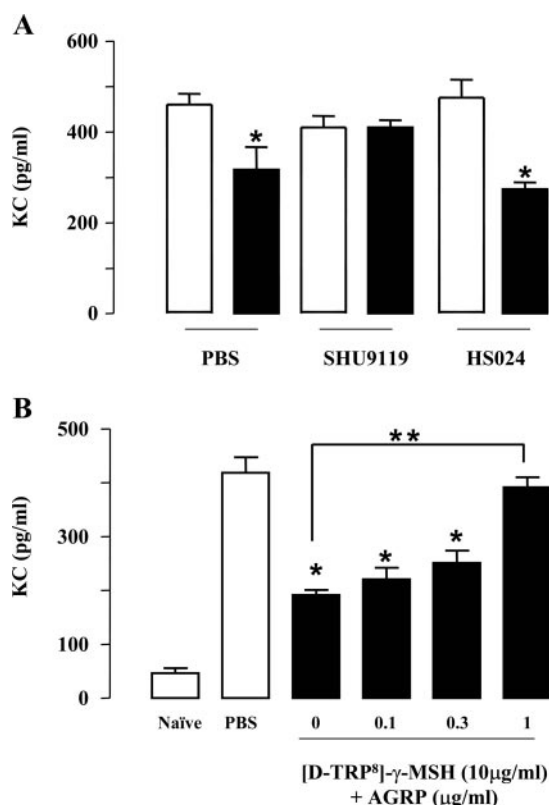 A
600
400
200
0
KC (pg/ml)
*
*
PBS SHU9119 HS024
B
500
300
100
0
KC (pg/ml)
**
* * *
Naïve PBS 0 0.1 0.3 1
[D-TRP⁸]-γ-MSH (10µg/ml)
+ AGRP (µg/ml)